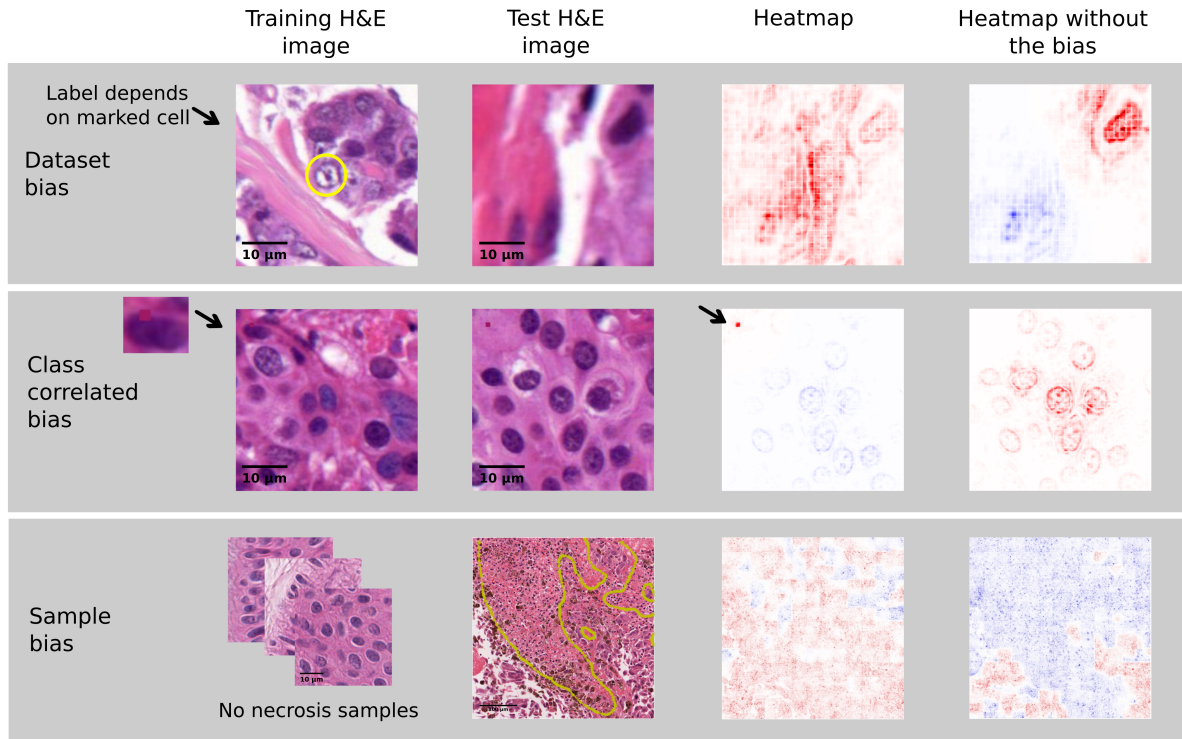 Training H&E
image
Test H&E
image
Heatmap
Heatmap without
the bias
Label depends
on marked cell
Dataset
bias
10 μm
10 μm
Class
correlated
bias
10 μm
10 μm
Sample
bias
10 μm
No necrosis samples